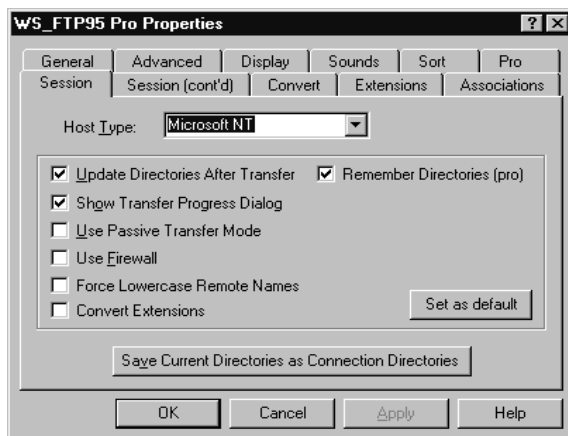 WS_FTP95 Pro Properties
General Advanced Display Sounds Sort Pro
Session Session (cont'd) Convert Extensions Associations
Host Type: Microsoft NT
Update Directories After Transfer Remember Directories (pro)
Show Transfer Progress Dialog
Use Passive Transfer Mode
Use Firewall
Force Lowercase Remote Names
Set as default
Convert Extensions
Save Current Directories as Connection Directories
OK Cancel Apply Help